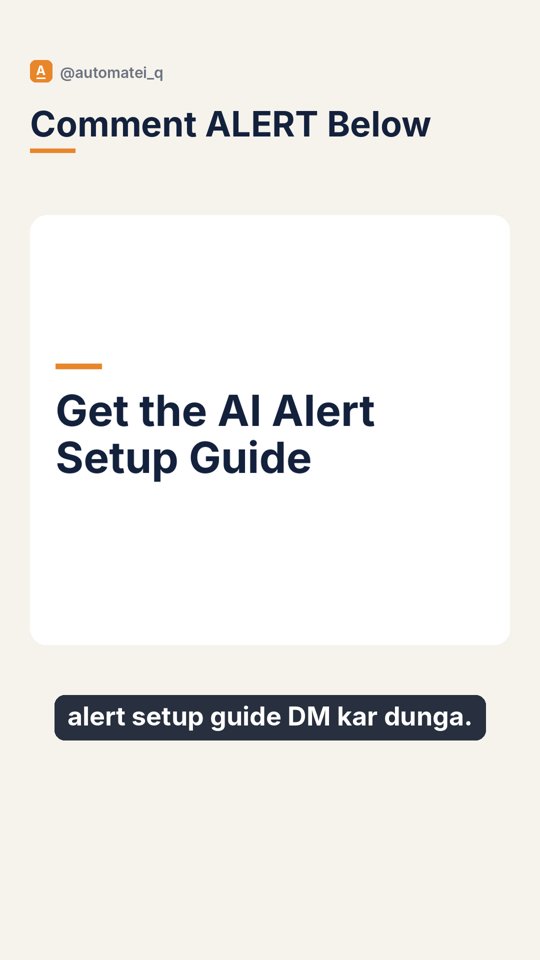 A
@automatei_q
Comment ALERT Below
Get the AI Alert
Setup Guide
alert setup guide DM kar dunga.